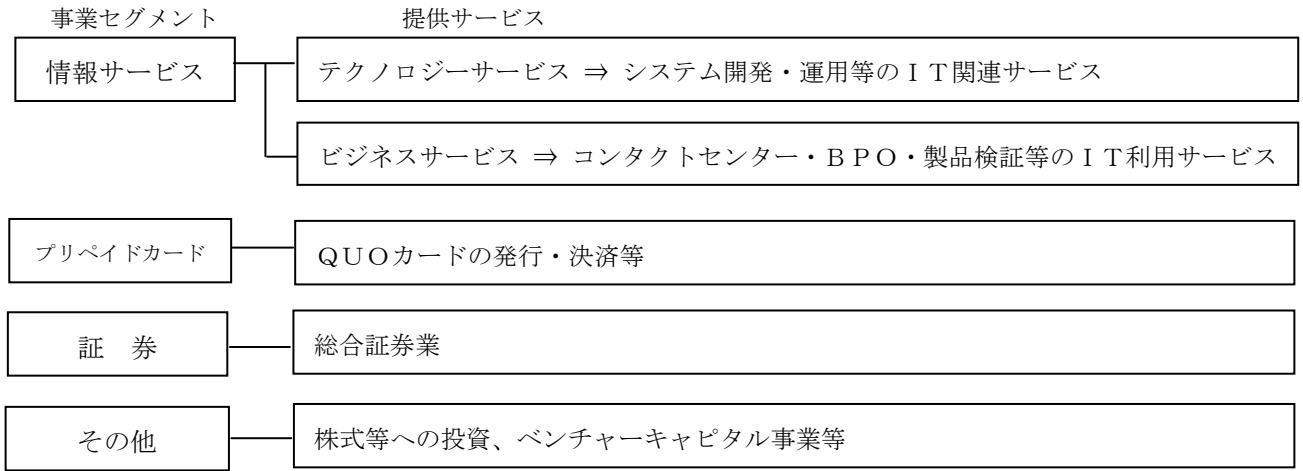 事業セグメント 提供サービス
情報サービス テクノロジーサービス ⇒ システム開発・運用等のＩＴ関連サービス
ビジネスサービス ⇒ コンタクトセンター・ＢＰＯ・製品検証等のＩＴ利用サービス
プリペイドカード ＱＵＯカードの発行・決済等
証　券 総合証券業
その他 株式等への投資、ベンチャーキャピタル事業等